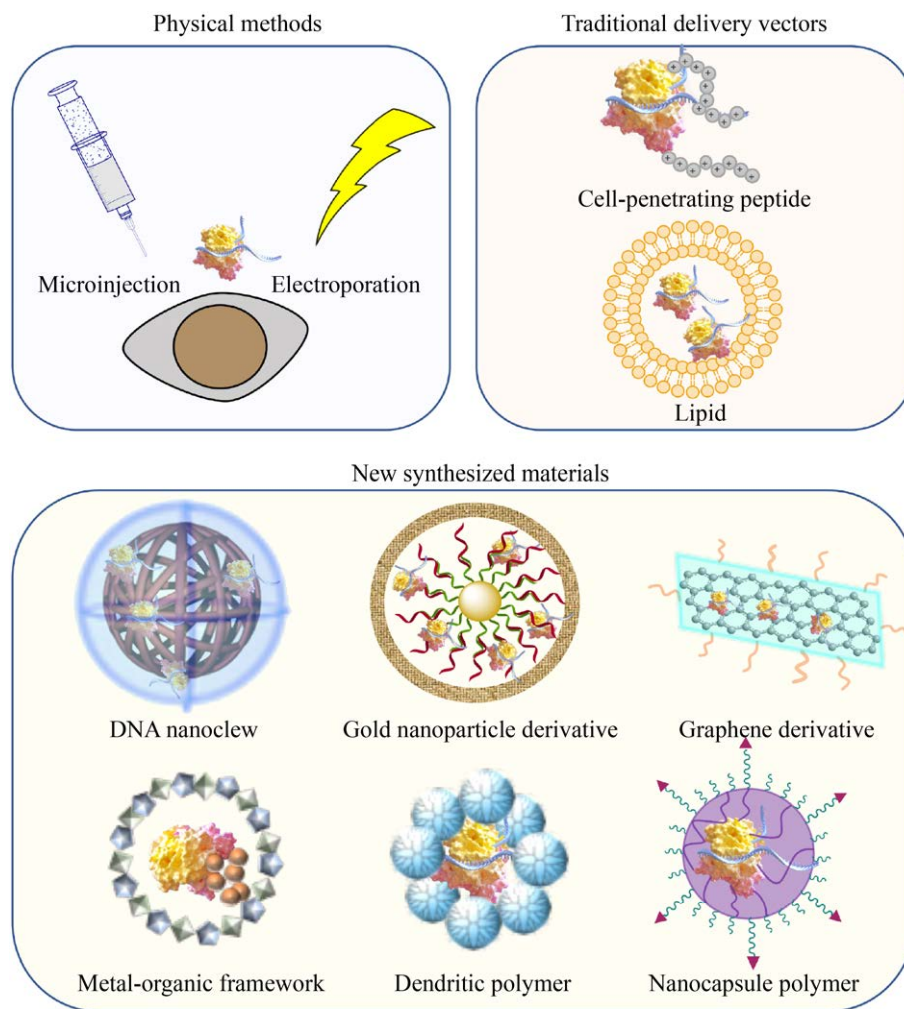 Physical methods
Traditional delivery vectors
Microinjection
Electroporation
Cell-penetrating peptide
Lipid
New synthesized materials
DNA nanoclew
Gold nanoparticle derivative
Graphene derivative
Metal-organic framework
Dendritic polymer
Nanocapsule polymer